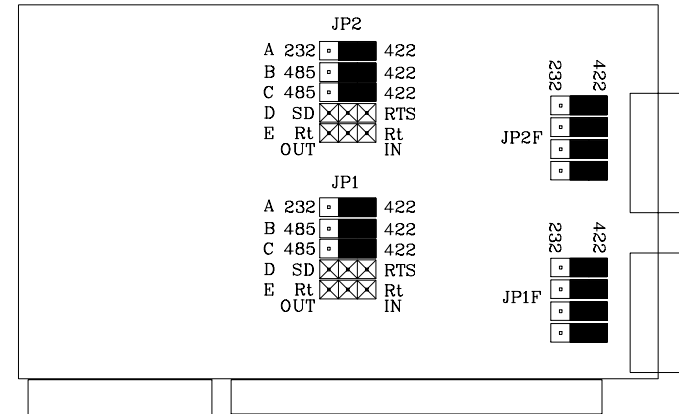 JP2
A 232 422
B 485 422
C 485 422
D SD RTS
E Rt Rt
OUT IN
232 422
JP2F
JP1
A 232 422
B 485 422
C 485 422
D SD RTS
E Rt Rt
OUT IN
232 422
JP1F